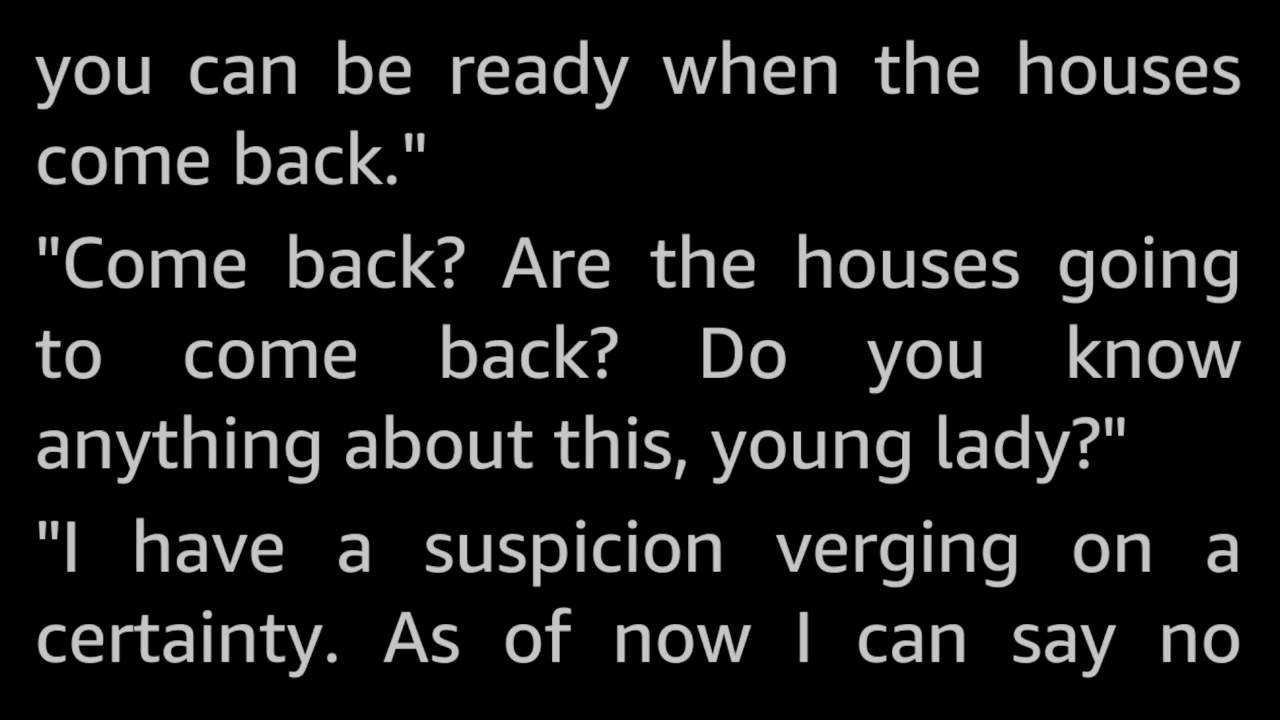 you can be ready when the houses
come back."
"Come back? Are the houses going
to come back? Do you know
anything about this, young lady?"
"I have a suspicion verging on a
certainty. As of now I can say no